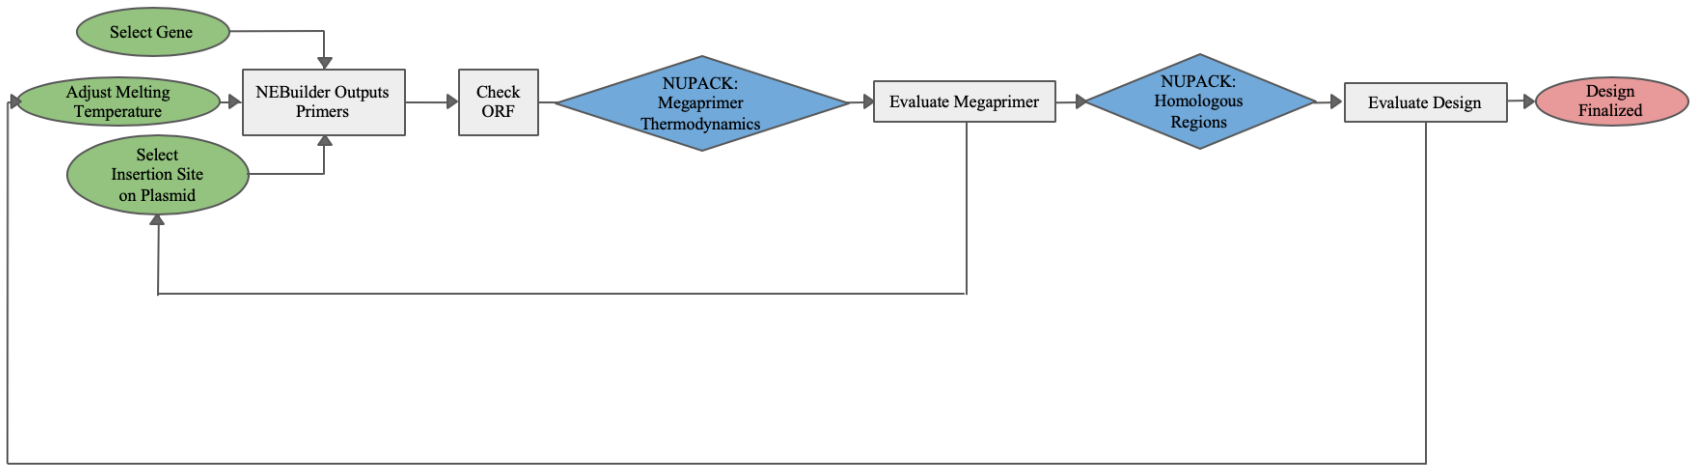 Select Gene
Adjust Melting
Temperature
Select
Insertion Site
on Plasmid
NEBuilder Outputs
Primers
Check
ORF
NUPACK:
Megaprimer
Thermodynamics
Evaluate Megaprimer
NUPACK:
Homologous
Regions
Evaluate Design
Design
Finalized